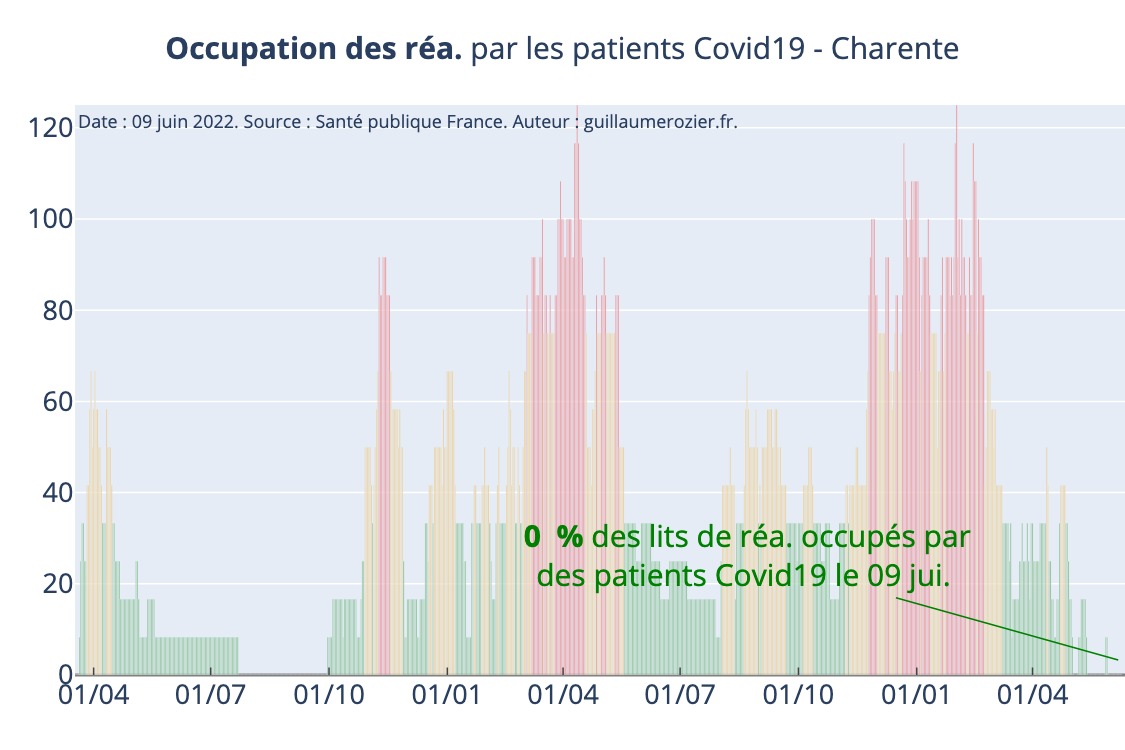 Occupation des réa. par les patients Covid19 - Charente
Date : 09 juin 2022. Source : Santé publique France. Auteur : guillaumerozier.fr.
120
100
80
60
40
20
0
0 % des lits de réa. occupés par
des patients Covid19 le 09 jui.
01/04 01/07 01/10 01/01 01/04 01/07 01/10 01/01 01/04